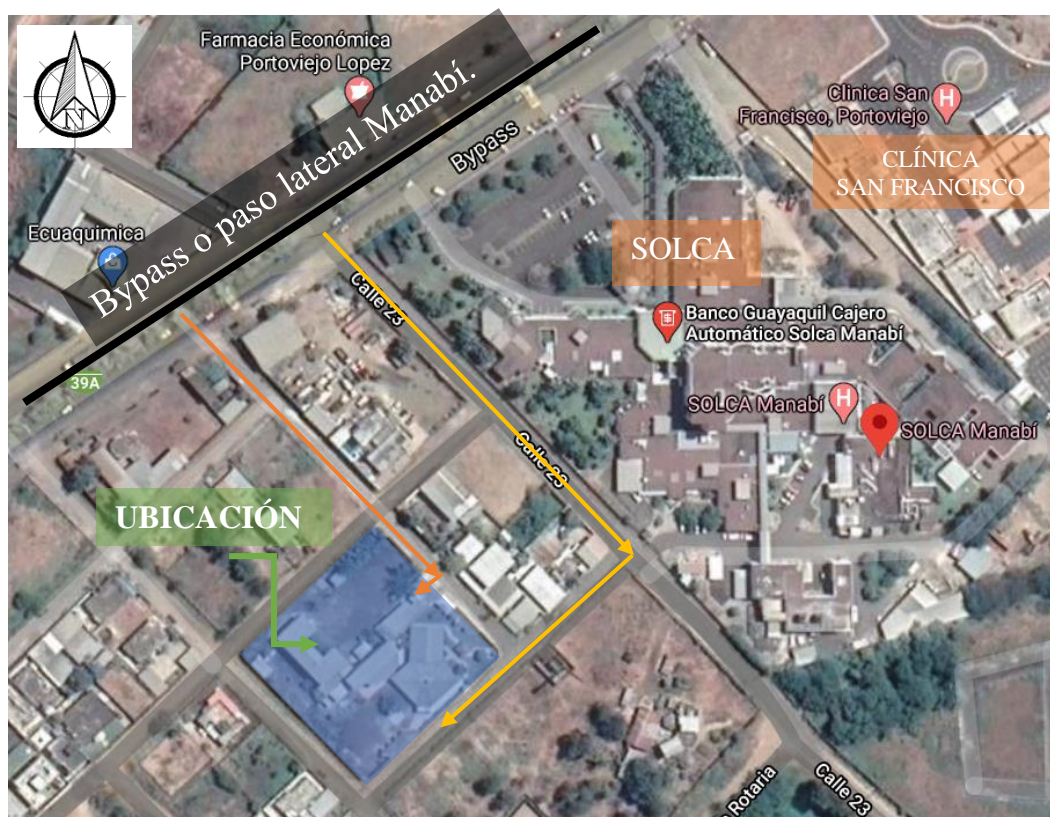 N
Farmacia Económica
Portoviejo Lopez
Bypass o paso lateral Manabí.
Bypass
Clinica San
Francisco, Portoviejo
CLÍNICA
SAN FRANCISCO
Ecuaquimica
SOLCA
Calle 23
Banco Guayaquil Cajero
Automático Solca Manabí
39A
SOLCA Manabí
SOLCA Manabí
Calle 23
UBICACIÓN
Rotaria
Calle 23